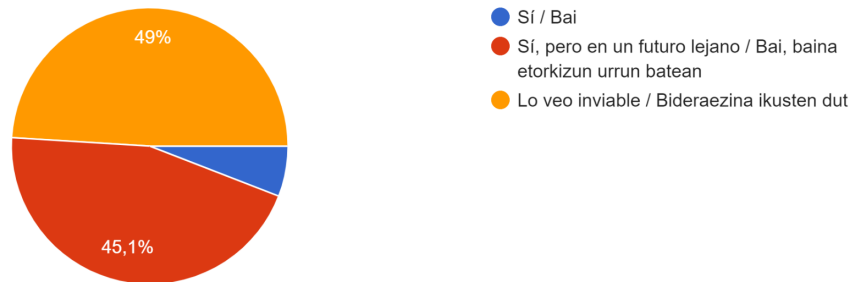 49%
45,1%
Sí / Bai
Sí, pero en un futuro lejano / Bai, baina
etorkizun urrun batean
Lo veo inviable / Bideraezina ikusten dut